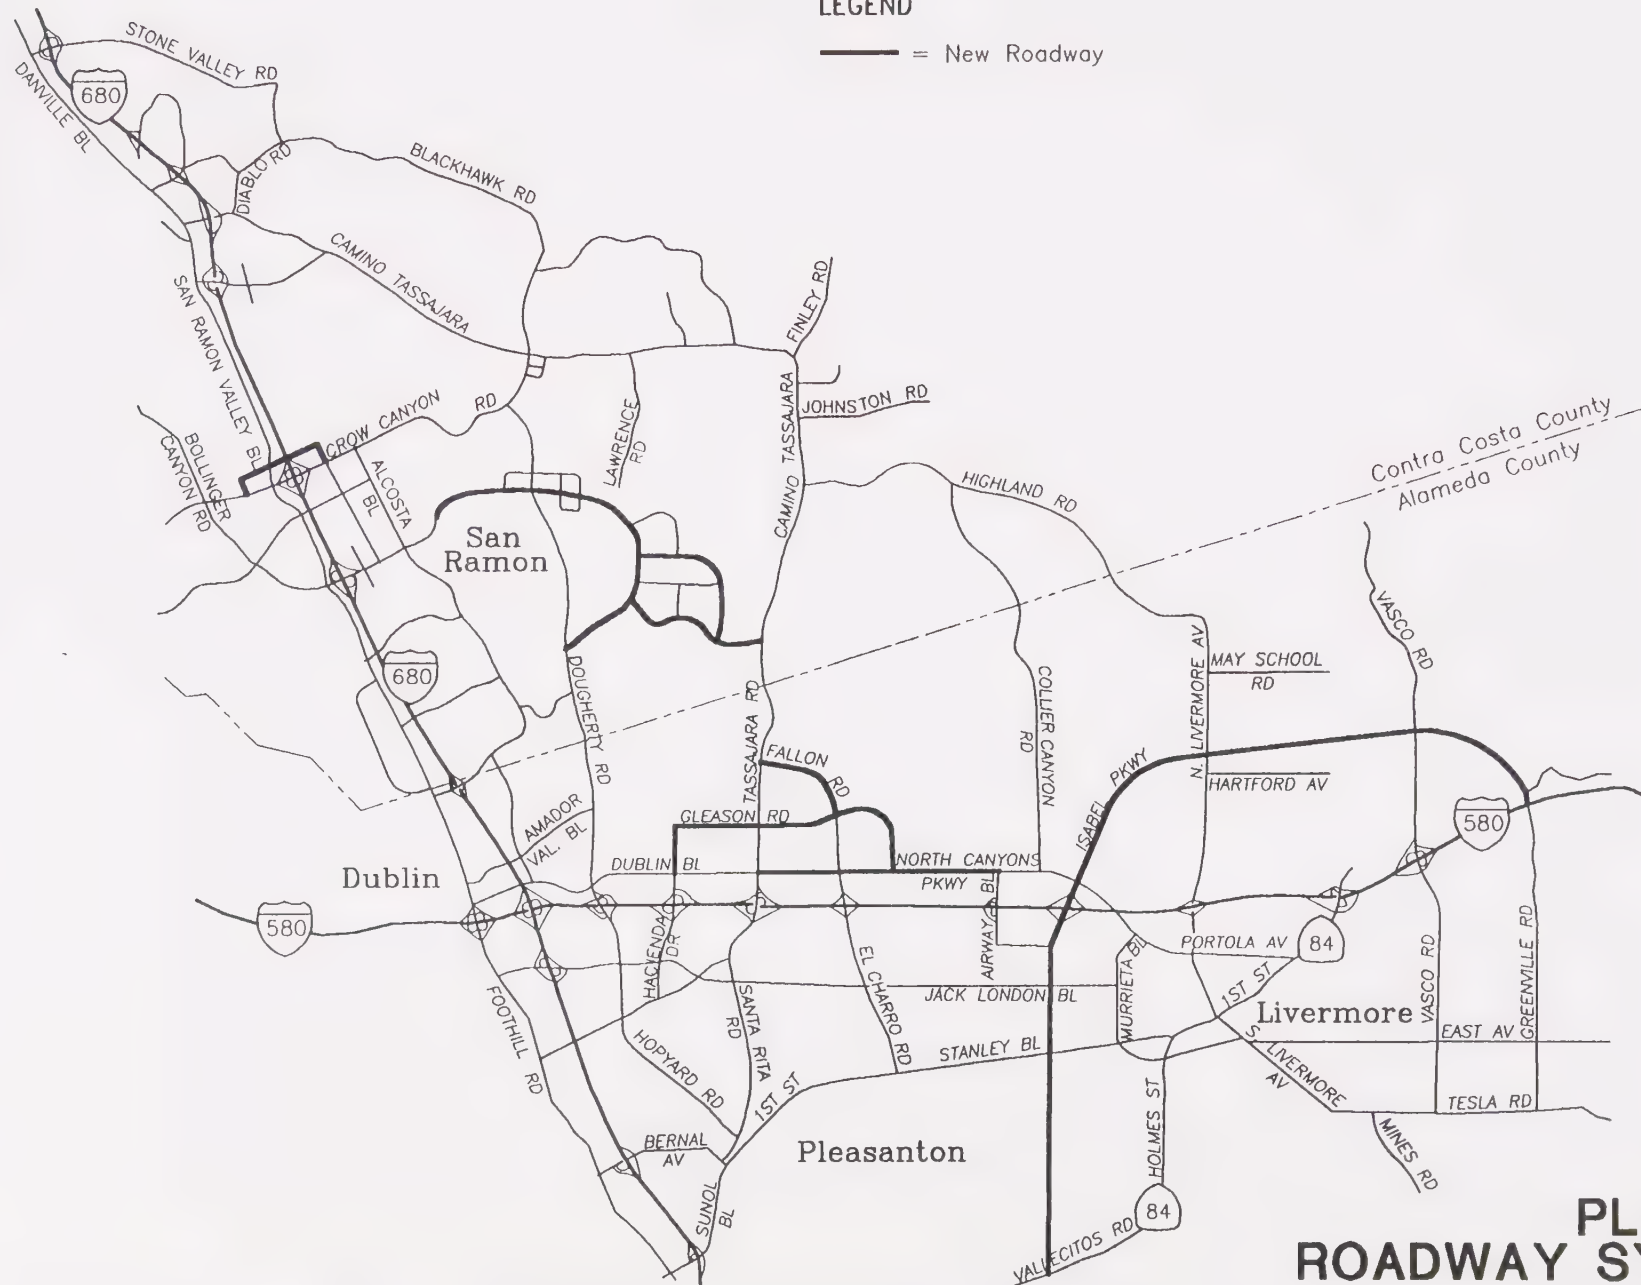 LEGEND
= New Roadway
STONE VALLEY RD
DANVILLE BL
680
DIABLO RD
BLACKHAWK RD
CAMINO TASSAJARA
FINLEY RD
SAN RAMON VALLEY BL
CAMINO TASSAJARA
JOHNSTON RD
LAWRENCE
RD
CROW CANYON RD
BOLLINGER
CANYON RD
ALCOSTA
BL
Contra Costa County
Alameda County
HIGHLAND RD
San
Ramon
VASCO RD
N. LIVERMORE AV
MAY SCHOOL
RD
680
DOUGHERTY RD
TASSAJARA RD
COLLIER CANYON
RD
FALLON RD
ISABEL PKWY
HARTFORD AV
GLEASON RD
AMADOR
VAL. BL
580
Dublin
DUBLIN BL
NORTH CANYONS
PKWY
580
HACIENDA
DR
AIRWAY BL
PORTOLA AV
84
EL CHARRO RD
MURRIETA BL
1ST ST
VASCO RD
GREENVILLE RD
FOOTHILL RD
SANTA RITA
RD
JACK LONDON BL
Livermore
EAST AV
HOPYARD RD
STANLEY BL
S. LIVERMORE
AV
1ST ST
HOLMES ST
TESLA RD
BERNAL
AV
Pleasanton
MINES RD
SUNOL
BL
84
VALLECITOS RD
PL
ROADWAY SY